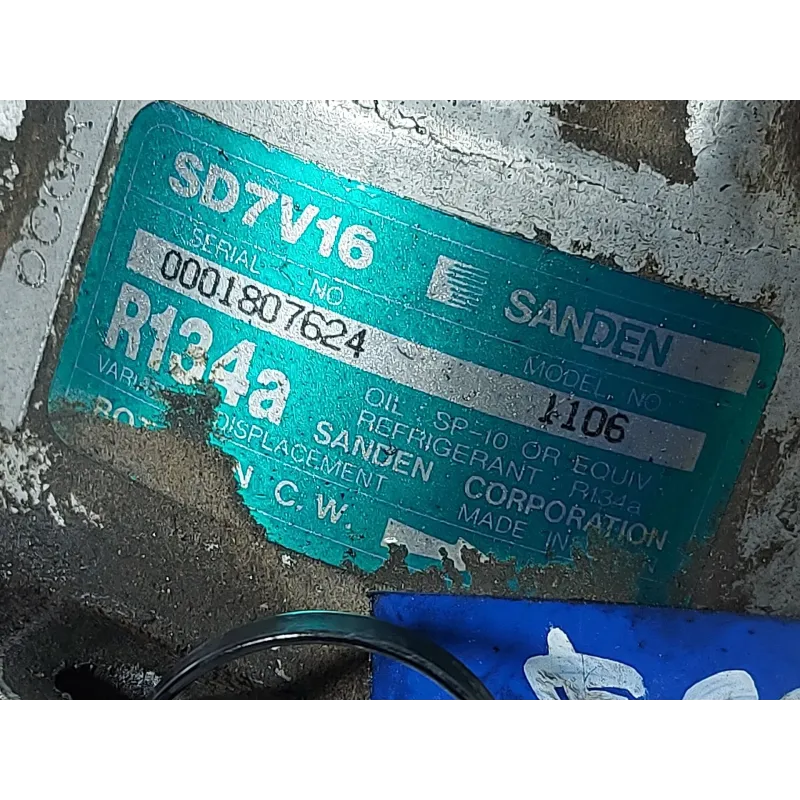 SD7V16
SANDEN
SERIAL NO
MODEL NO
0001807624
1106
R134a
OIL SP-10 OR EQUIV
REFRIGERANT R134a
DISPLACEMENT
SANDEN CORPORATION
C.W.
MADE IN